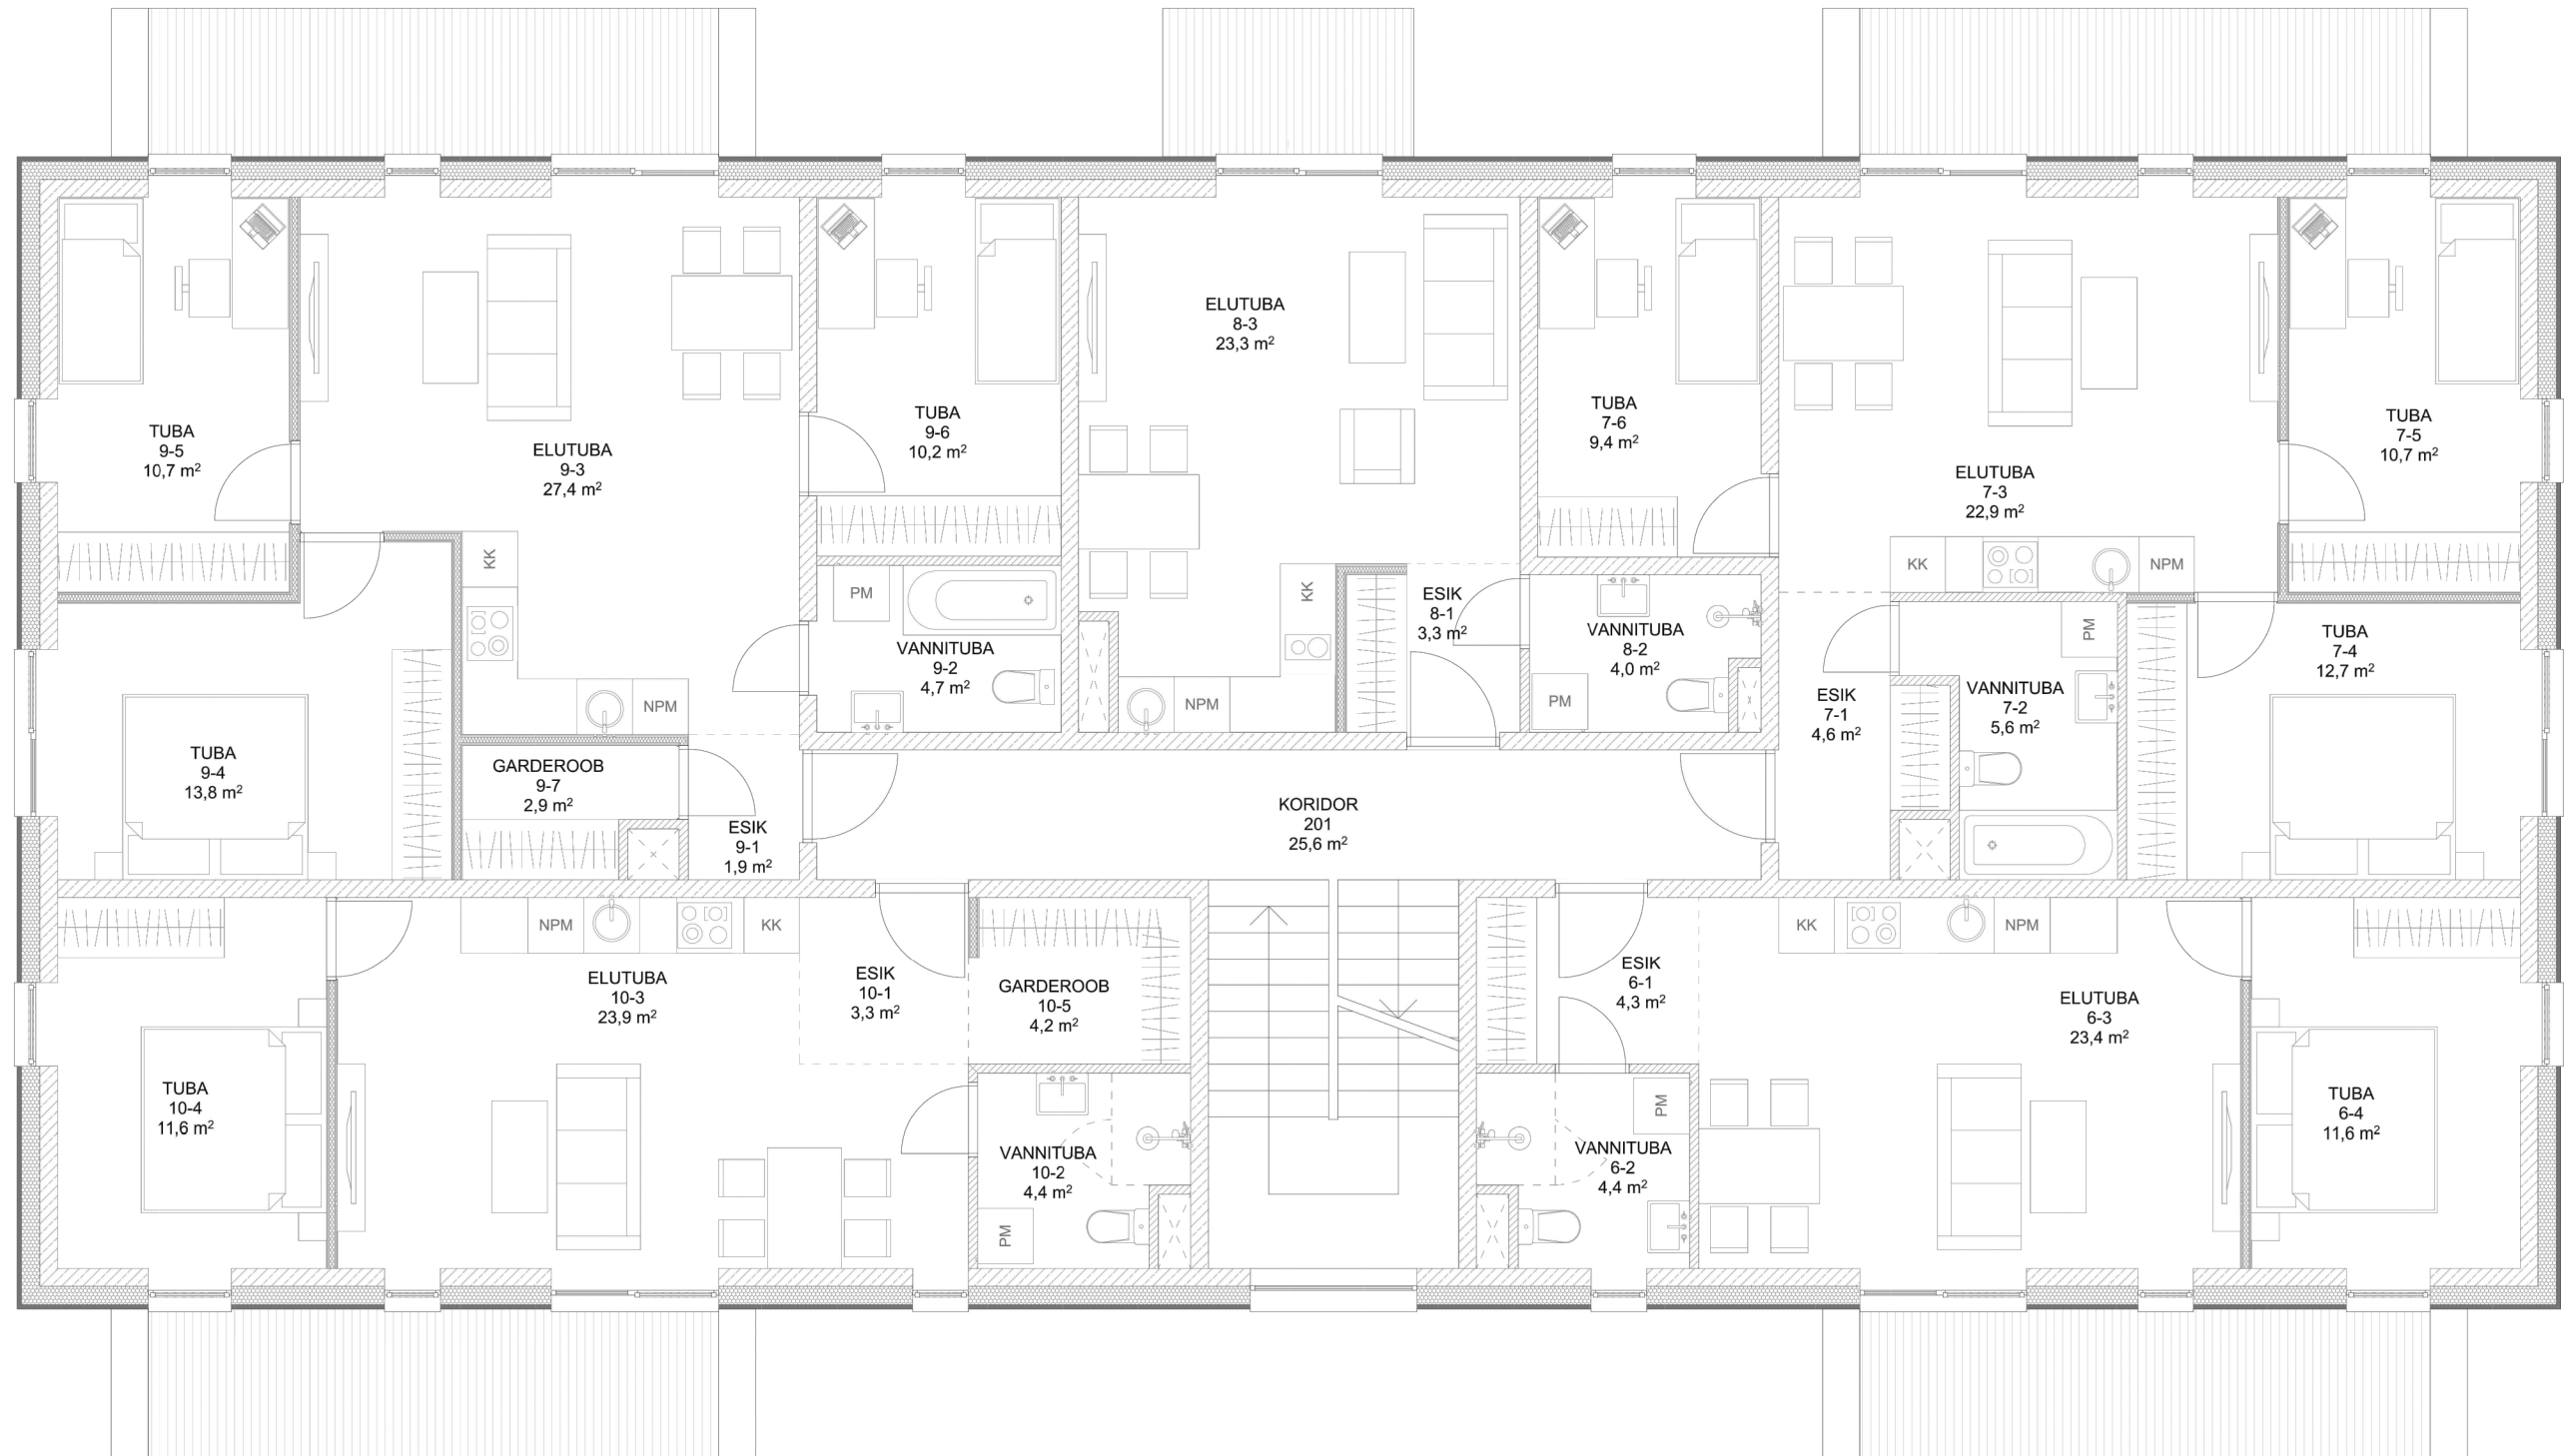 TUBA
9-5
10,7 m²
ELUTUBA
9-3
27,4 m²
TUBA
9-6
10,2 m²
ELUTUBA
8-3
23,3 m²
TUBA
7-6
9,4 m²
ELUTUBA
7-3
22,9 m²
TUBA
7-5
10,7 m²
KK
PM
VANNITUBA
9-2
4,7 m²
NPM
KK
NPM
ESIK
8-1
3,3 m²
VANNITUBA
8-2
4,0 m²
PM
KK
NPM
PM
ESIK
7-1
4,6 m²
VANNITUBA
7-2
5,6 m²
TUBA
7-4
12,7 m²
TUBA
9-4
13,8 m²
GARDEROOB
9-7
2,9 m²
ESIK
9-1
1,9 m²
KORIDOR
201
25,6 m²
NPM
KK
ELUTUBA
10-3
23,9 m²
ESIK
10-1
3,3 m²
GARDEROOB
10-5
4,2 m²
ESIK
6-1
4,3 m²
KK
NPM
ELUTUBA
6-3
23,4 m²
TUBA
10-4
11,6 m²
VANNITUBA
10-2
4,4 m²
PM
PM
VANNITUBA
6-2
4,4 m²
TUBA
6-4
11,6 m²